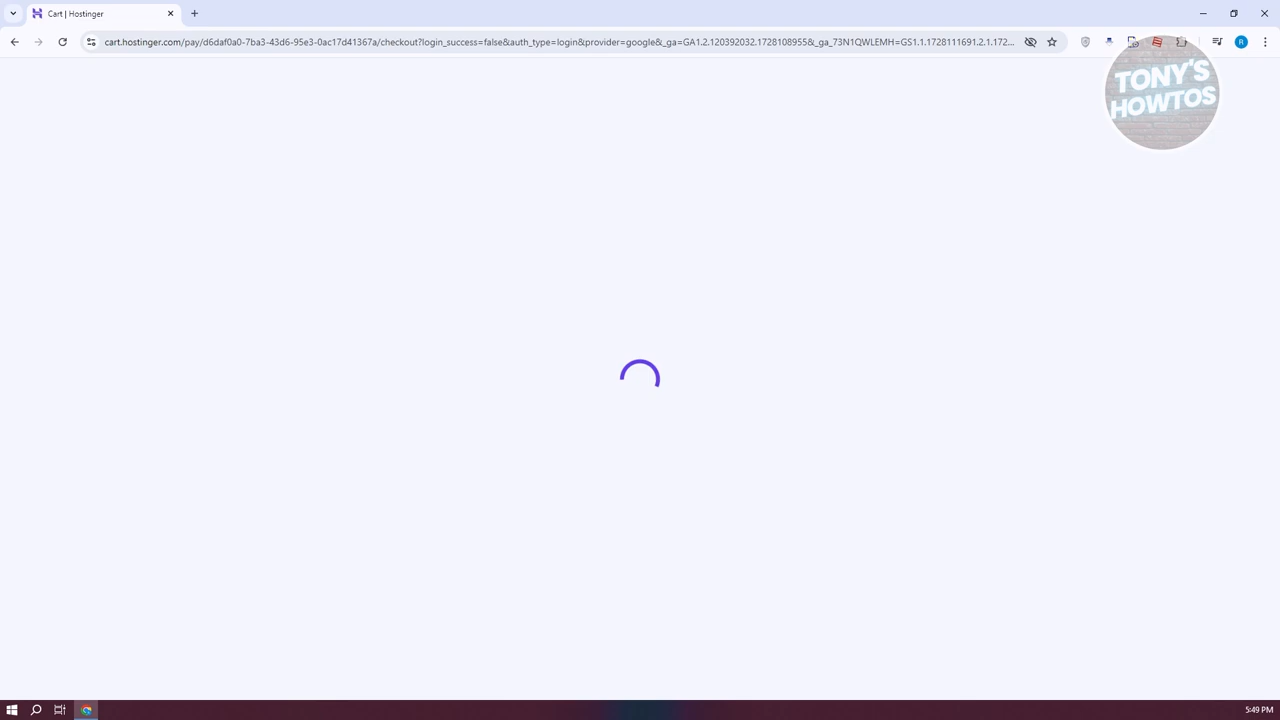 Cart | Hostinger
cart.hostinger.com/pay/d6daf0a0-7ba3-43d6-95e3-0ac17d41367a/checkout?login_success=false&auth_type=login&provider=google&_ga=GA1.2.120392032.1728108955&_ga_73N1QWLEMH=GS1.1.1728111691.2.1.172...
R
TONY'S
HOWTOS
5:49 PM